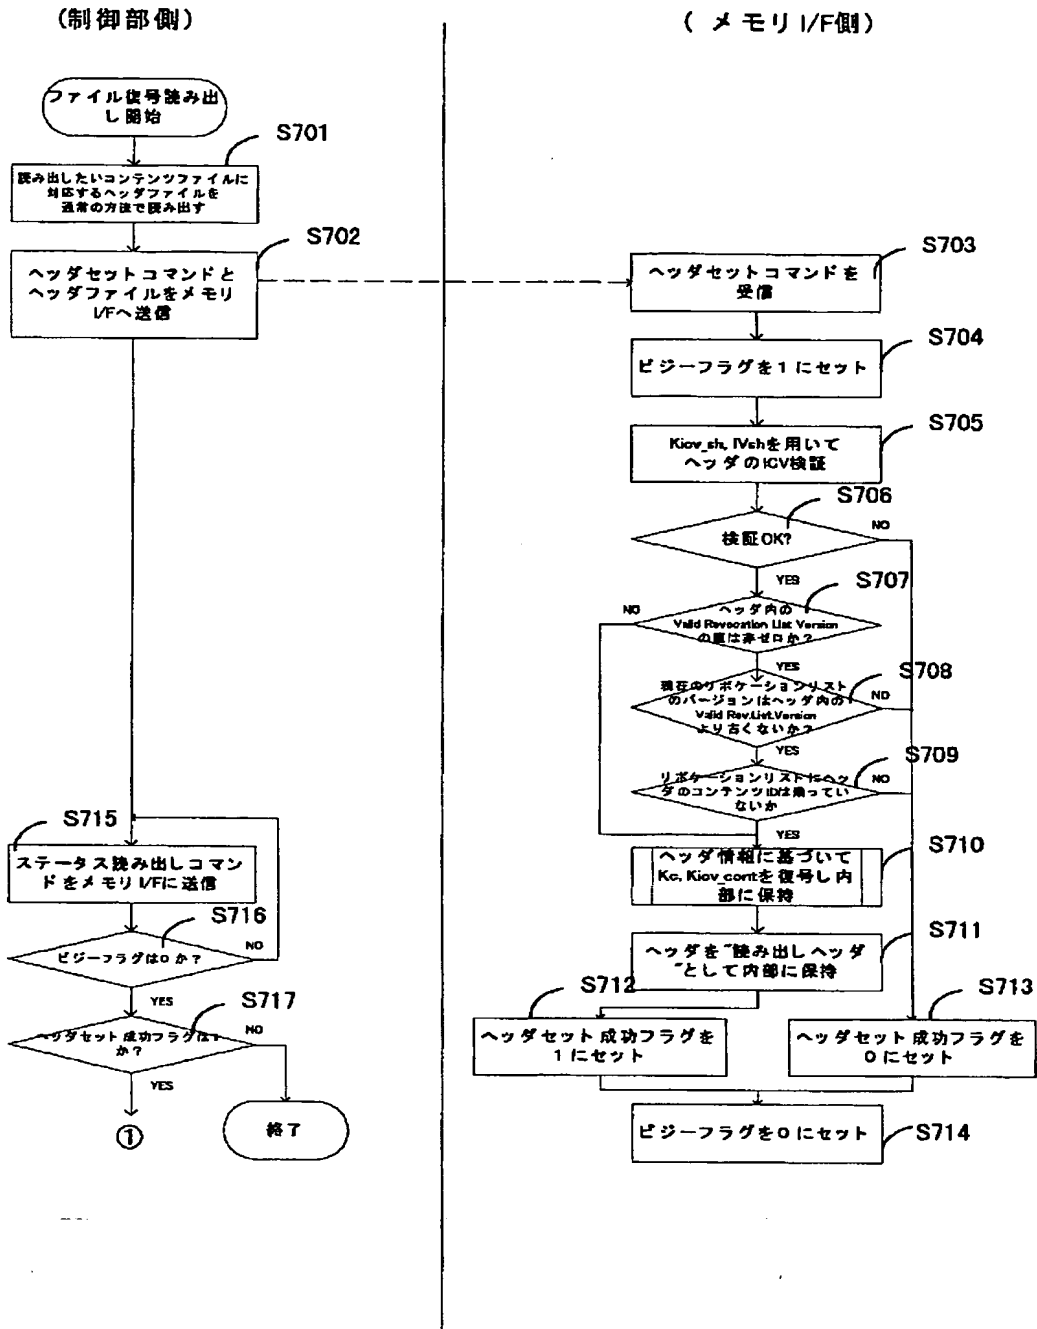 (制御部側)
ファイル復号読み出
し開始
S701
読み出したいコンテンツファイルに
対応するヘッダファイルを
通常の方法で読み出す
S702
ヘッダセットコマンドと
ヘッダファイルをメモリ
I/Fへ送信
S715
ステータス読み出しコマン
ドをメモリI/Fに送信
S716
ビジーフラグは0か?
NO
YES
S717
ヘッダセット成功フラグは1
か?
NO
YES
①
終了
(メモリI/F側)
S703
ヘッダセットコマンドを
受信
S704
ビジーフラグを1にセット
S705
Kicv_sh, IVshを用いて
ヘッダのICV検証
S706
検証OK?
NO
YES
S707
ヘッダ内の
Valid Revocation List Version
の値は非ゼロか?
NO
YES
S708
現在のリボケーションリスト
のバージョンはヘッダ内の
Valid Rev.List.Version
より古くないか?
NO
YES
S709
リボケーションリストにヘッ
ダのコンテンツIDは乗ってい
ないか
NO
YES
S710
ヘッダ情報に基づいて
Kc, Kicv_contを復号し内
部に保持
S711
ヘッダを"読み出しヘッダ
"として内部に保持
S712
ヘッダセット成功フラグを
1にセット
S713
ヘッダセット成功フラグを
0にセット
ビジーフラグを0にセット
S714